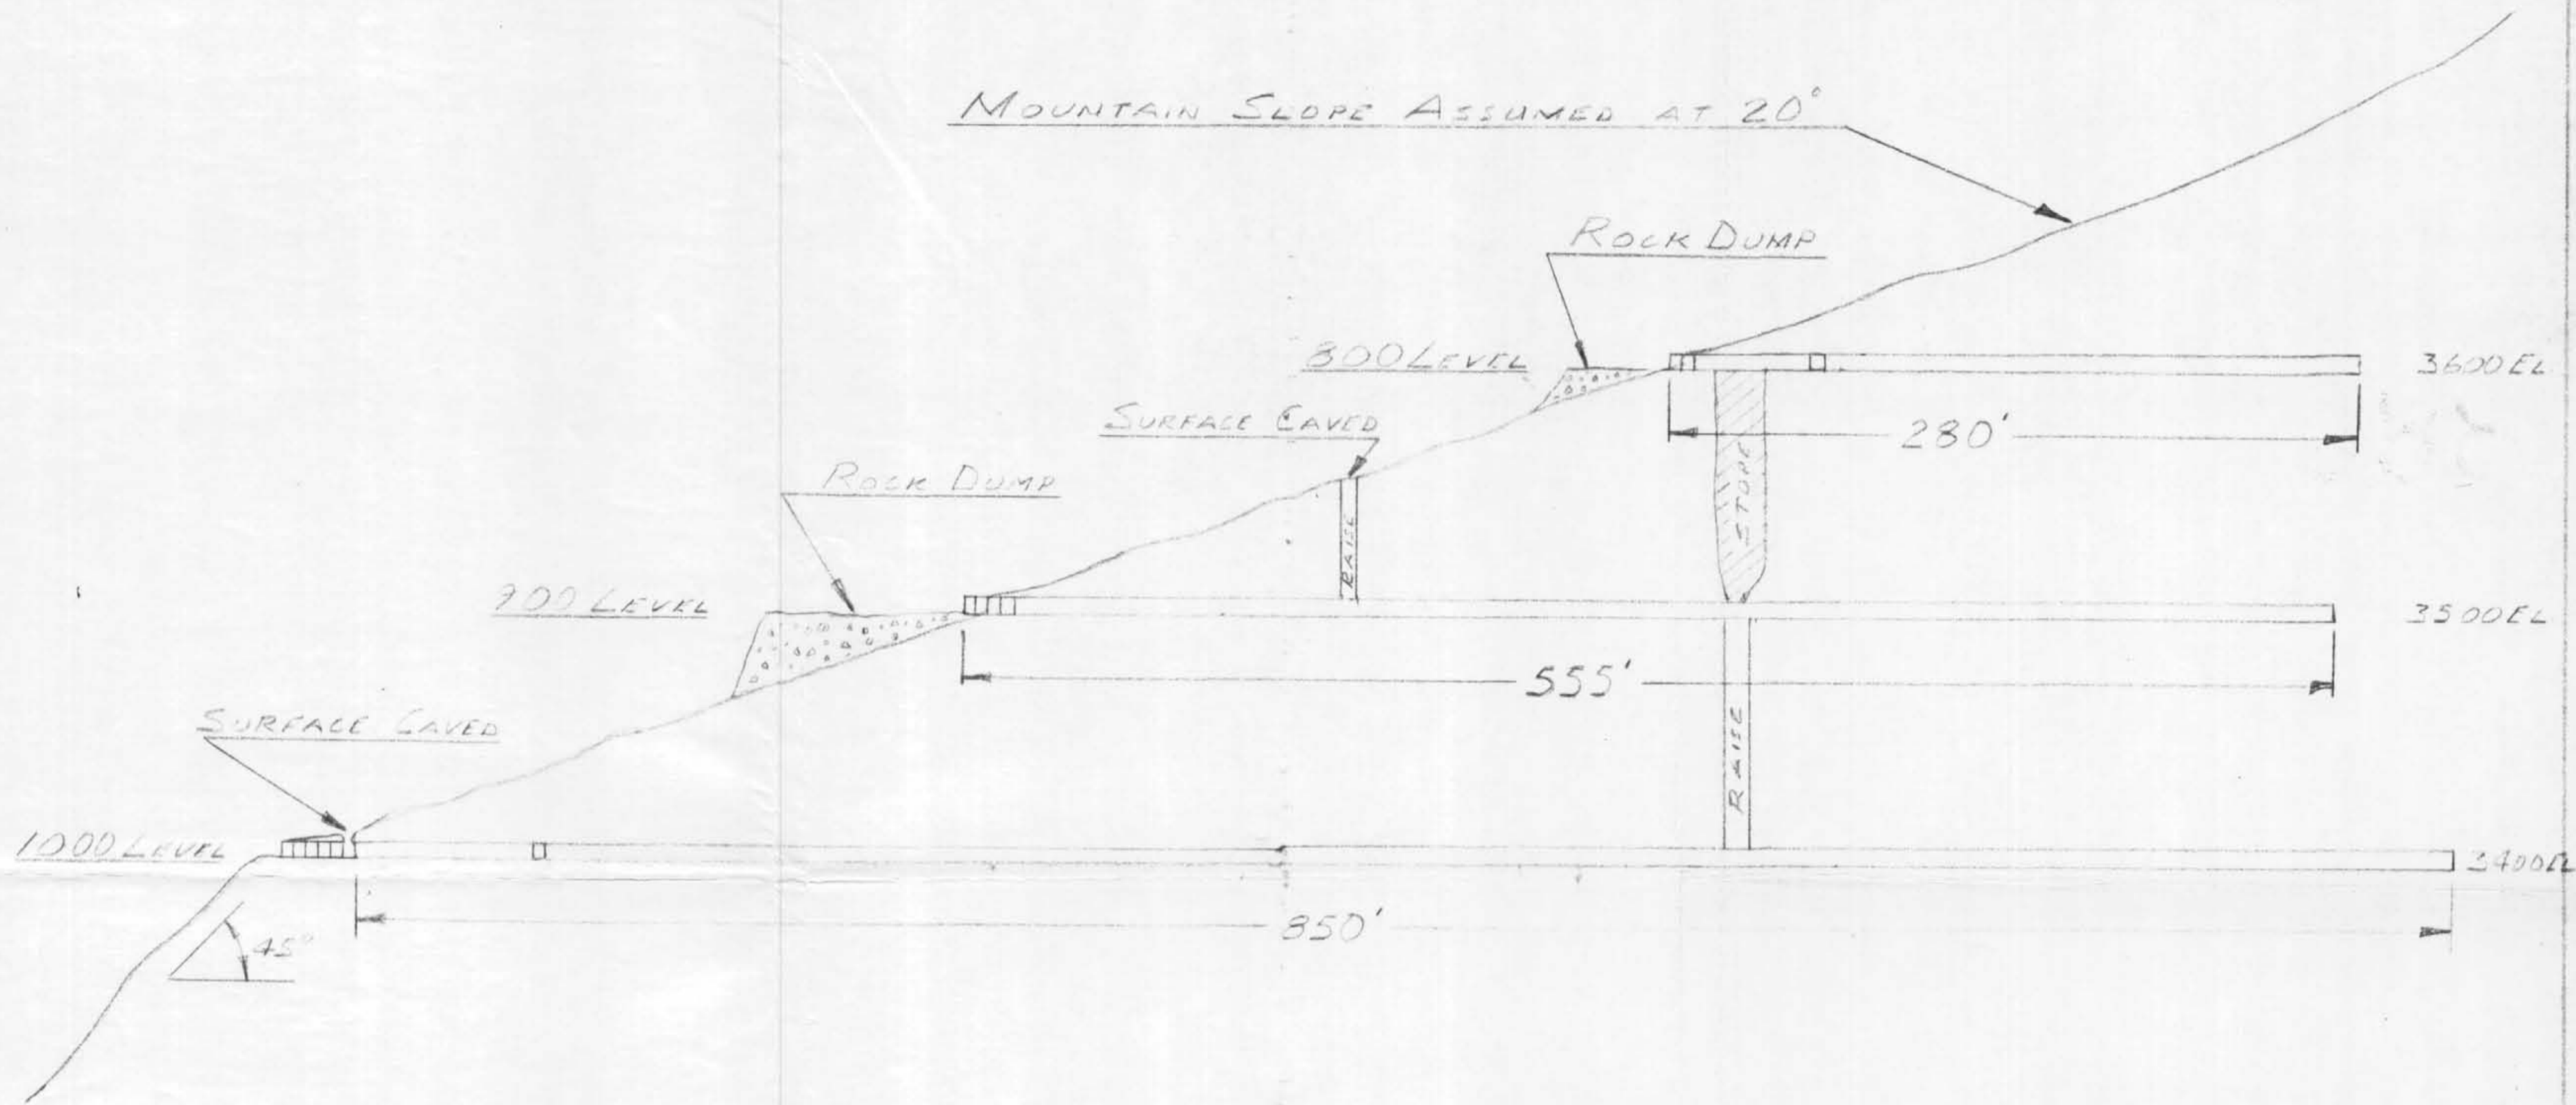 MOUNTAIN SLOPE ASSUMED AT 20°
ROCK DUMP
800 LEVEL
3600 EL
SURFACE CAVED
280'
STOPE
ROCK DUMP
RAISE
900 LEVEL
3500 EL
555'
SURFACE CAVED
RAISE
1000 LEVEL
3400 EL
850'
45°